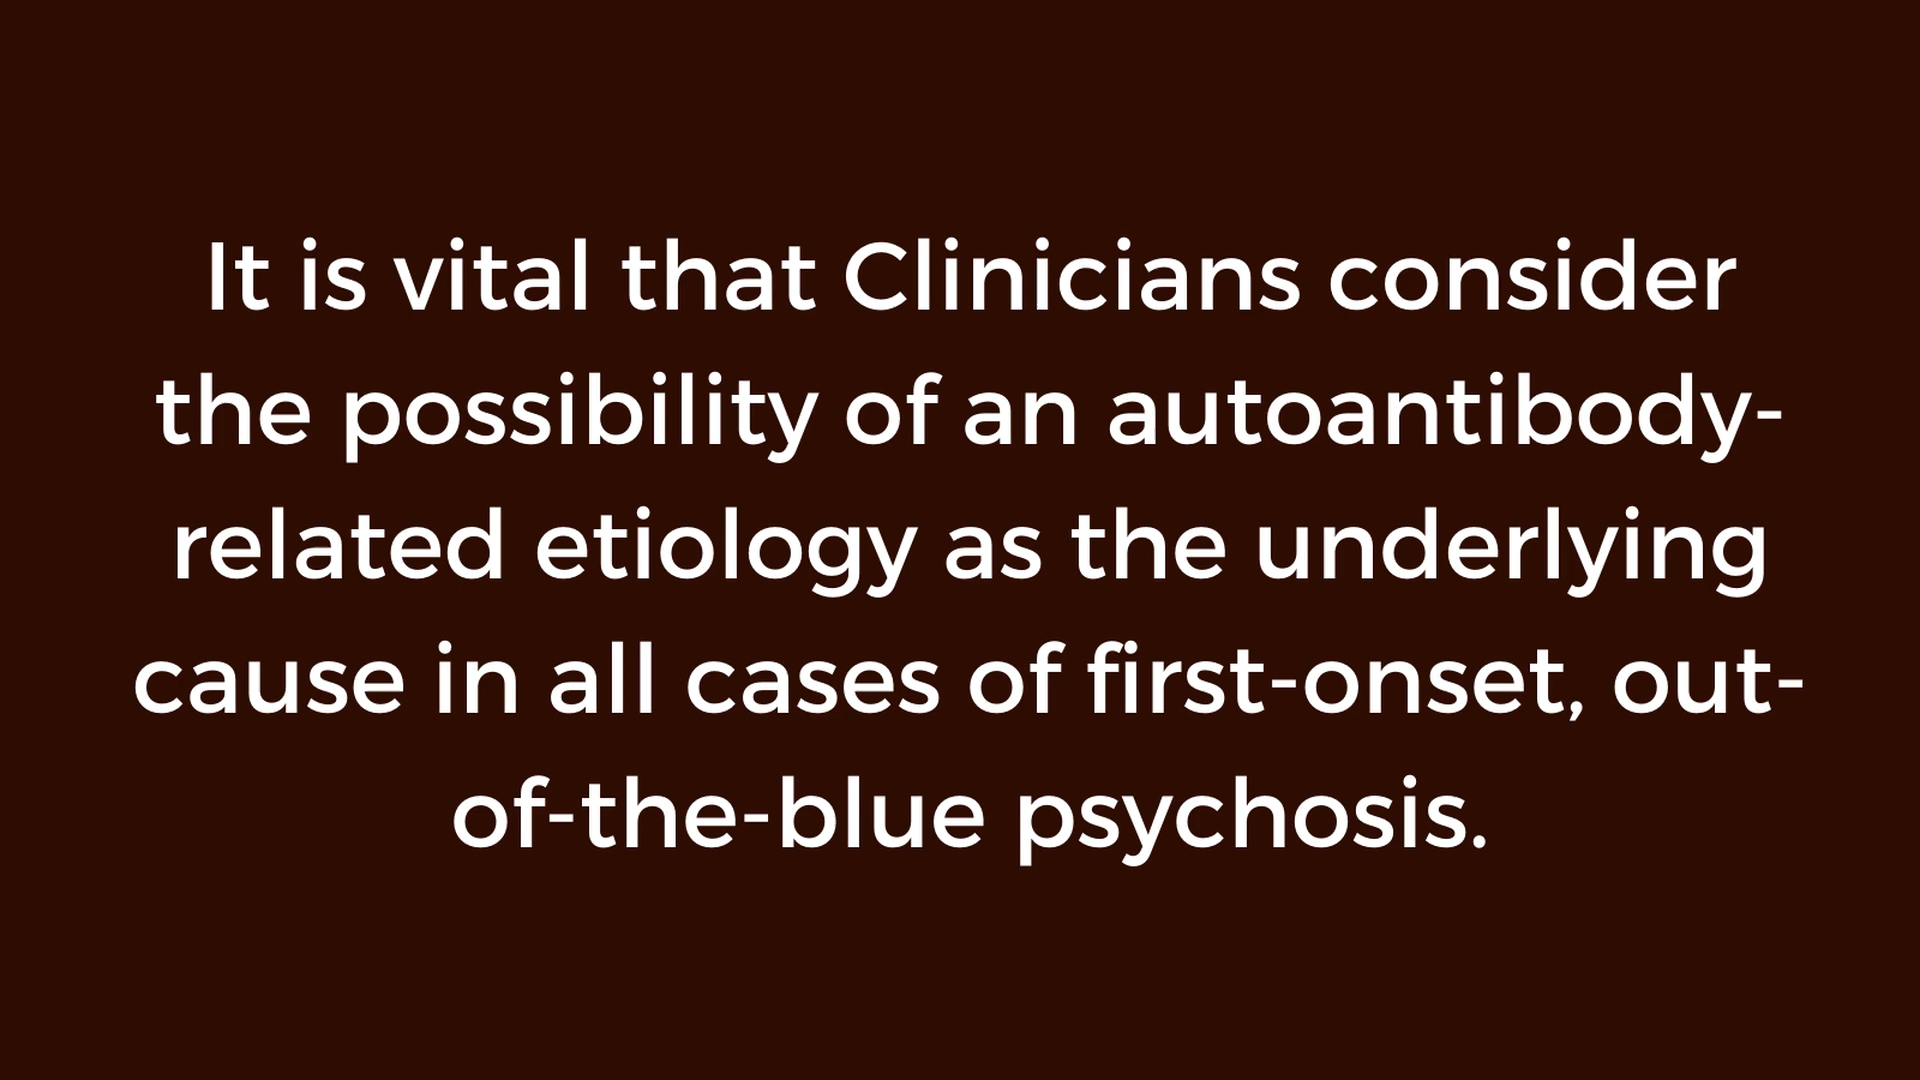 It is vital that Clinicians consider
the possibility of an autoantibody-
related etiology as the underlying
cause in all cases of first-onset, out-
of-the-blue psychosis.